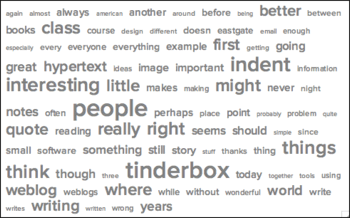 again almost always american another around before being better between
books class course design different doesn eastgate email enough
especially every everyone everything example first getting going
great hypertext ideas image important indent information
interesting little makes making might never night
notes often people perhaps place point probably problem quite
quote reading really right seems should simple since
small software something still story stuff thanks thing things
think though three tinderbox today together tools using
weblog weblogs where while without wonderful world write
writes writing written wrong years